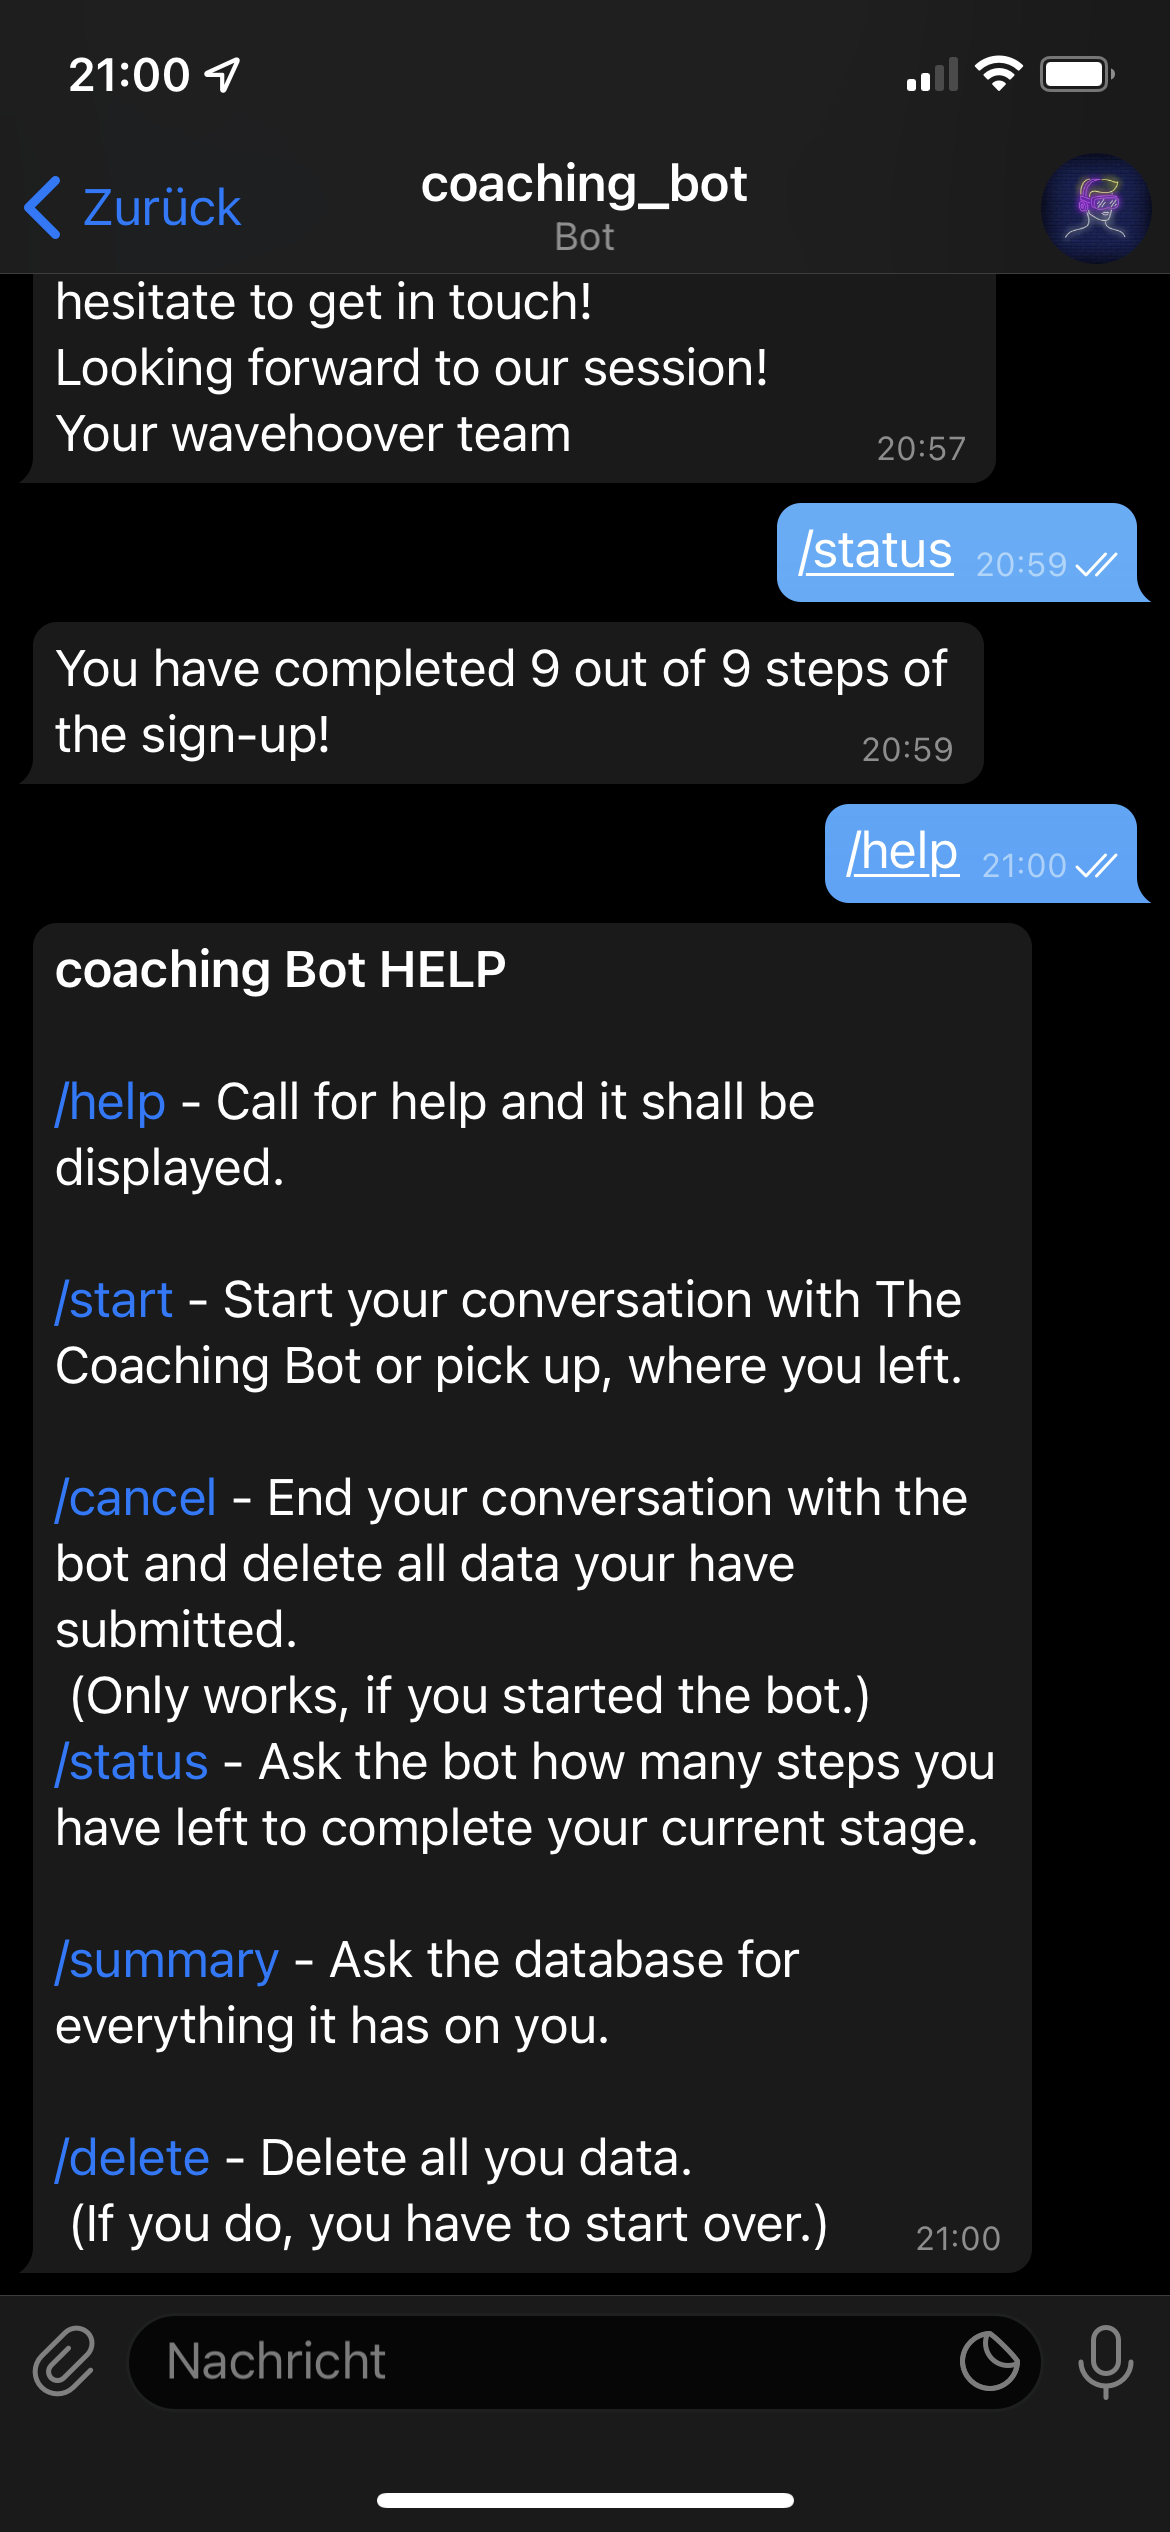 21:00
Zurück
coaching_bot
Bot
hesitate to get in touch!
Looking forward to our session!
Your wavehoover team 20:57
/status 20:59
You have completed 9 out of 9 steps of
the sign-up! 20:59
/help 21:00
coaching Bot HELP
/help - Call for help and it shall be
displayed.
/start - Start your conversation with The
Coaching Bot or pick up, where you left.
/cancel - End your conversation with the
bot and delete all data your have
submitted.
(Only works, if you started the bot.)
/status - Ask the bot how many steps you
have left to complete your current stage.
/summary - Ask the database for
everything it has on you.
/delete - Delete all you data.
(If you do, you have to start over.) 21:00
Nachricht